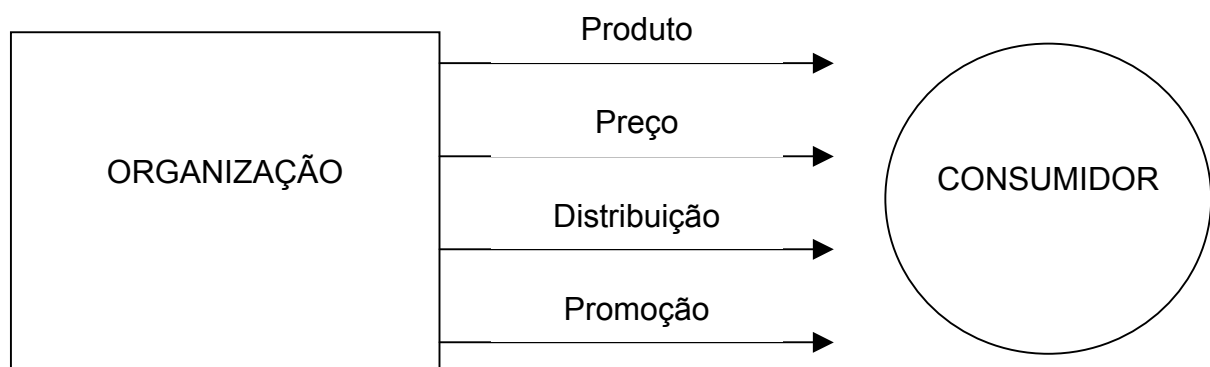 Produto
Preço
ORGANIZAÇÃO
CONSUMIDOR
Distribuição
Promoção